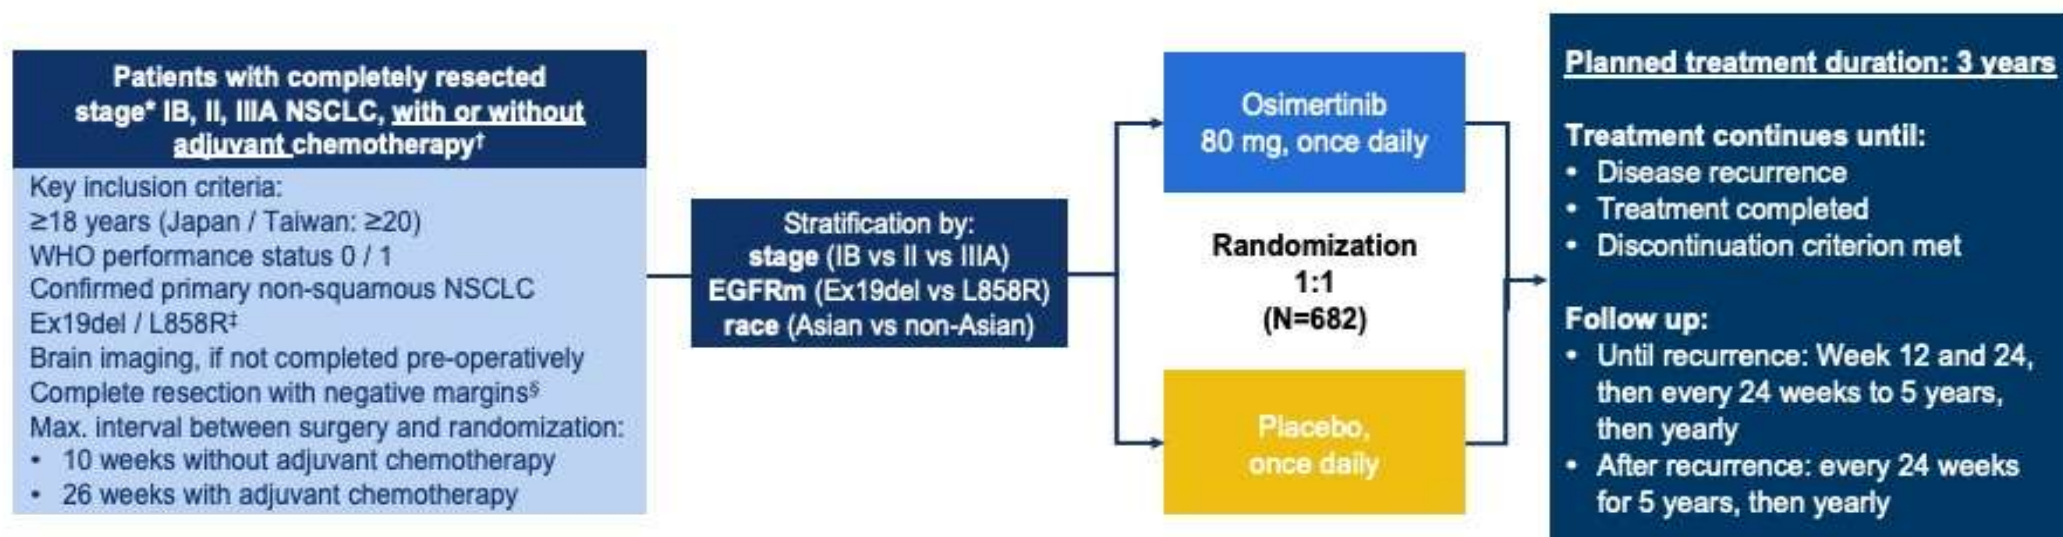 Patients with completely resected
stage* IB, II, IIIA NSCLC, with or without
adjuvant chemotherapy†
Key inclusion criteria:
≥18 years (Japan / Taiwan: ≥20)
WHO performance status 0 / 1
Confirmed primary non-squamous NSCLC
Ex19del / L858R‡
Brain imaging, if not completed pre-operatively
Complete resection with negative margins§
Max. interval between surgery and randomization:
• 10 weeks without adjuvant chemotherapy
• 26 weeks with adjuvant chemotherapy
Stratification by:
stage (IB vs II vs IIIA)
EGFRm (Ex19del vs L858R)
race (Asian vs non-Asian)
Osimertinib
80 mg, once daily
Randomization
1:1
(N=682)
Placebo,
once daily
Planned treatment duration: 3 years
Treatment continues until:
• Disease recurrence
• Treatment completed
• Discontinuation criterion met
Follow up:
• Until recurrence: Week 12 and 24,
then every 24 weeks to 5 years,
then yearly
• After recurrence: every 24 weeks
for 5 years, then yearly